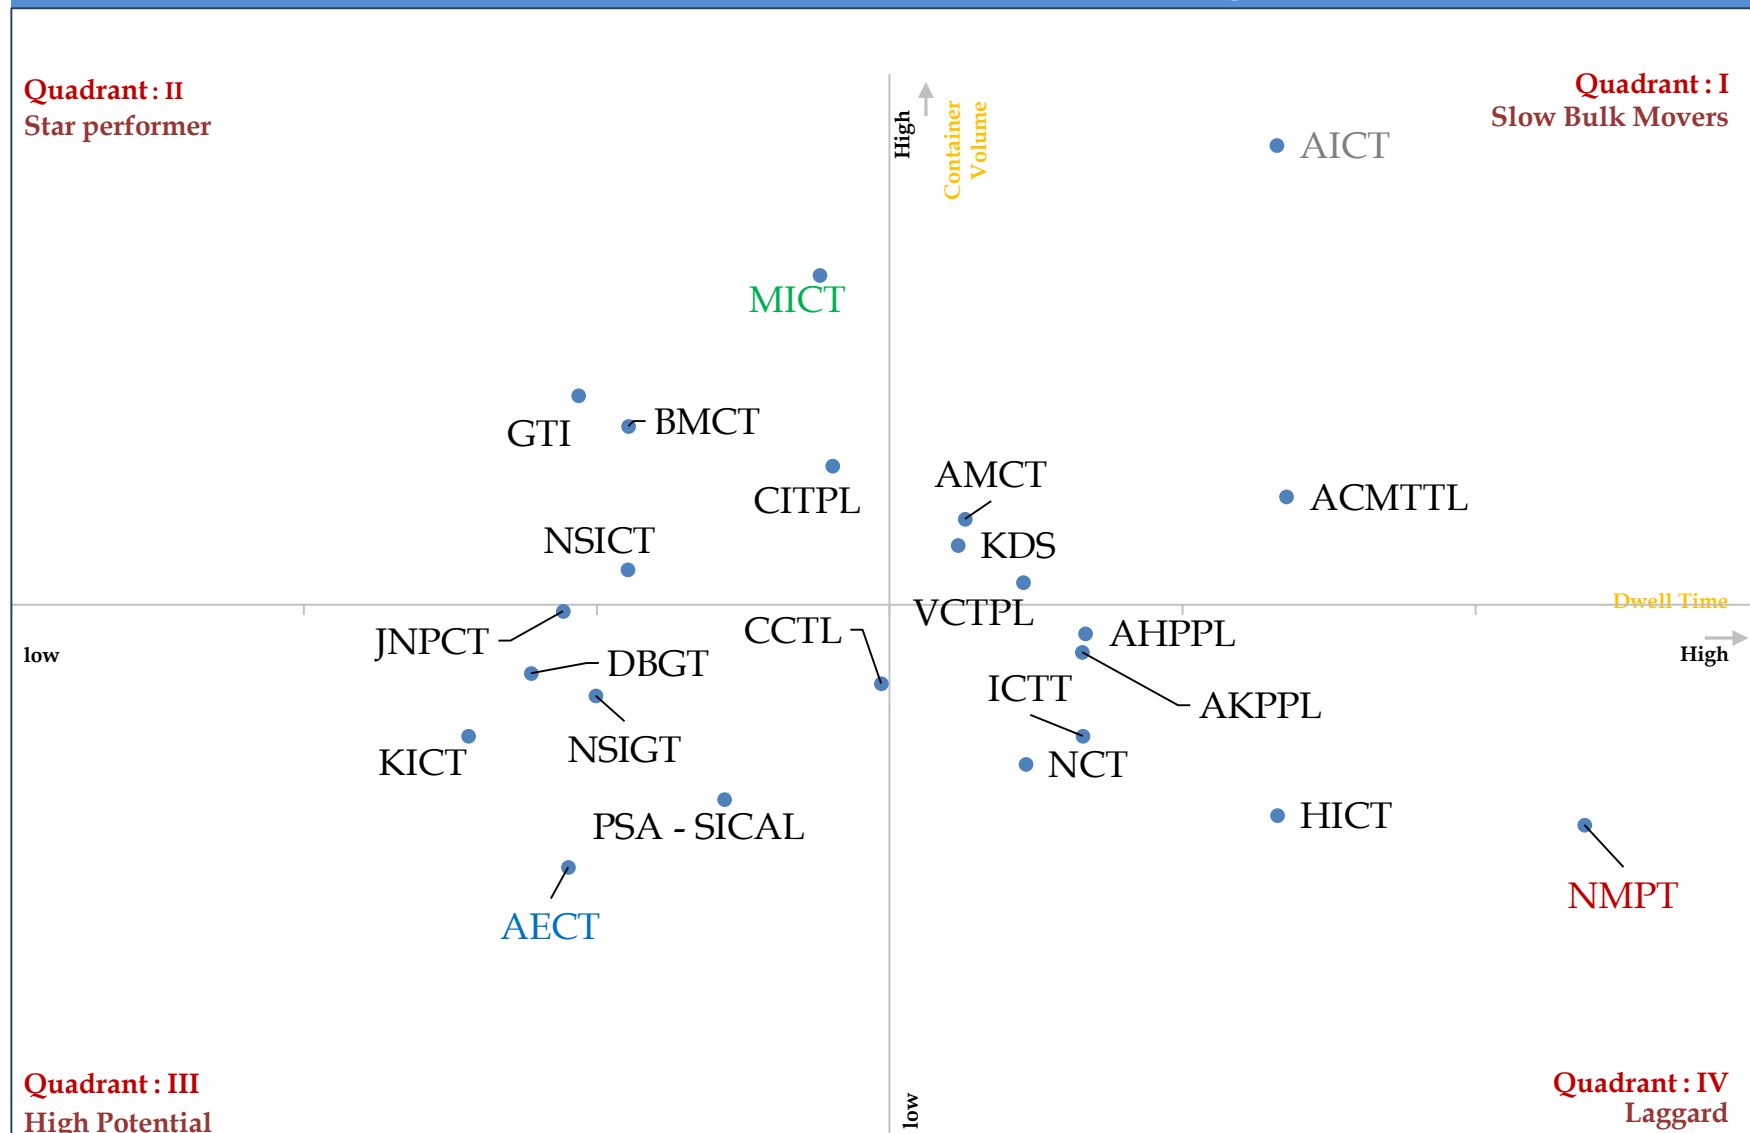 Quadrant : II
Star performer
Quadrant : I
Slow Bulk Movers
High
Container
Volume
AICT
MICT
GTI
BMCT
CITPL
AMCT
ACMTTL
NSICT
KDS
VCTPL
Dwell Time
JNPCT
CCTL
AHPPL
low
High
DBGT
ICTT
AKPPL
KICT
NSIGT
NCT
PSA - SICAL
HICT
NMPT
AECT
Quadrant : III
High Potential
low
Quadrant : IV
Laggard